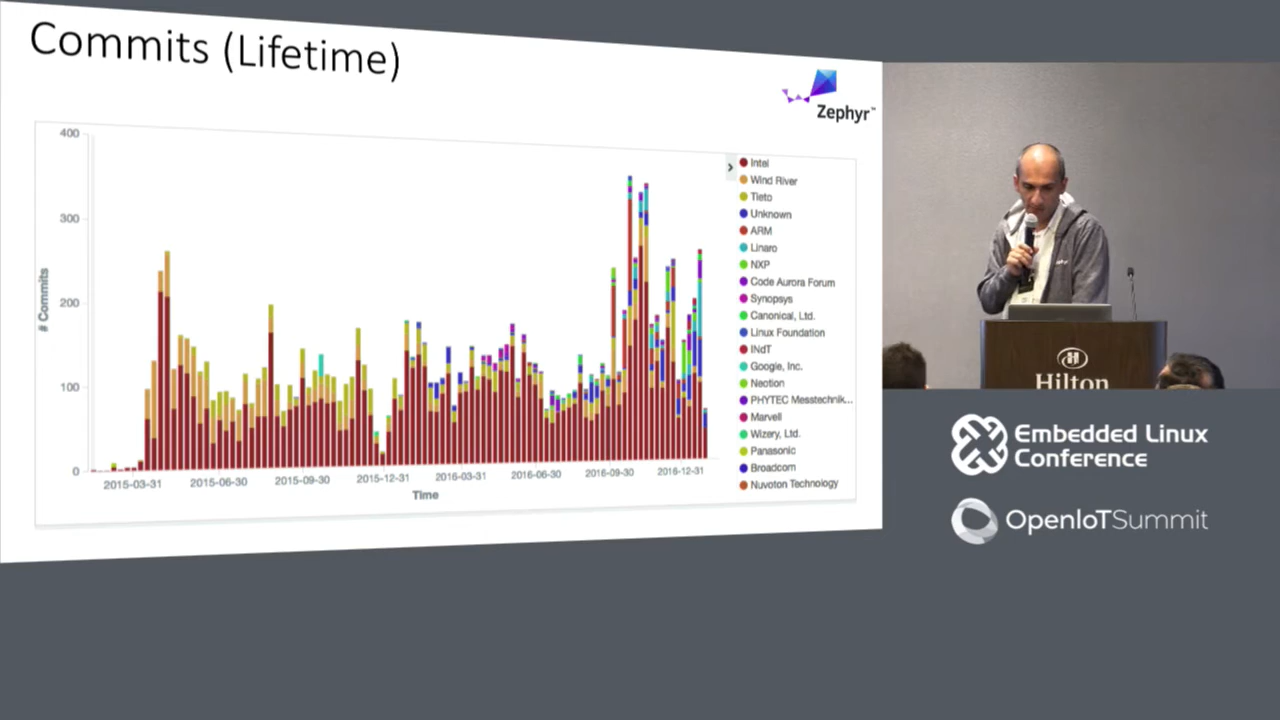 Commits (Lifetime)
Zephyr™
400
300
200
100
0
# Commits
2015-03-31
2015-06-30
2015-09-30
2015-12-31
2016-03-31
2016-06-30
2016-09-30
2016-12-31
Time
Intel
Wind River
Tieto
Unknown
ARM
Linaro
NXP
Code Aurora Forum
Synopsys
Canonical, Ltd.
Linux Foundation
INdT
Google, Inc.
Neotion
PHYTEC Messtechnik...
Marvell
Wizery, Ltd.
Panasonic
Broadcom
Nuvoton Technology
Hilton
Embedded Linux
Conference
OpenIoTSummit